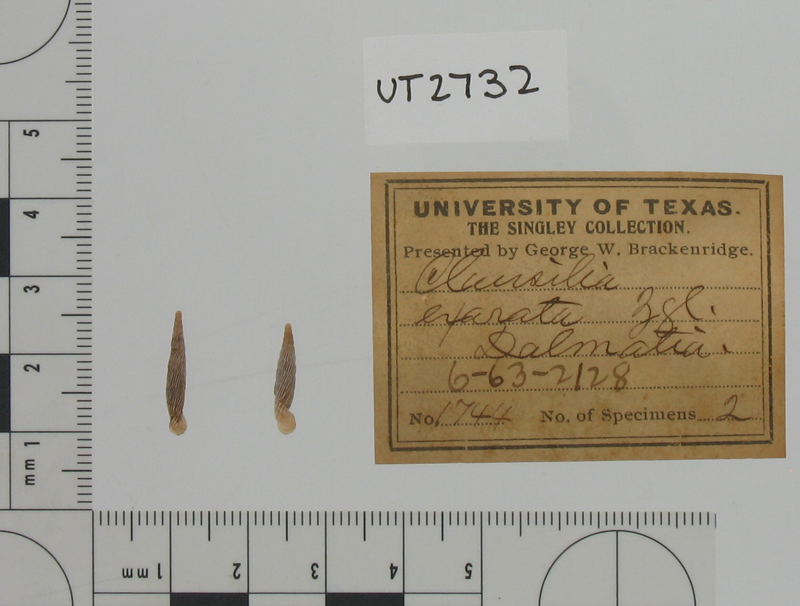 UT2732
UNIVERSITY OF TEXAS.
THE SINGLEY COLLECTION.
Presented by George W. Brackenridge.
Clausilia
exarata Zgl.
Dalmatia.
6-63-2128
No. 1744 No. of Specimens 2
5
4
3
2
mm 1
mm 1 2 3 4 5